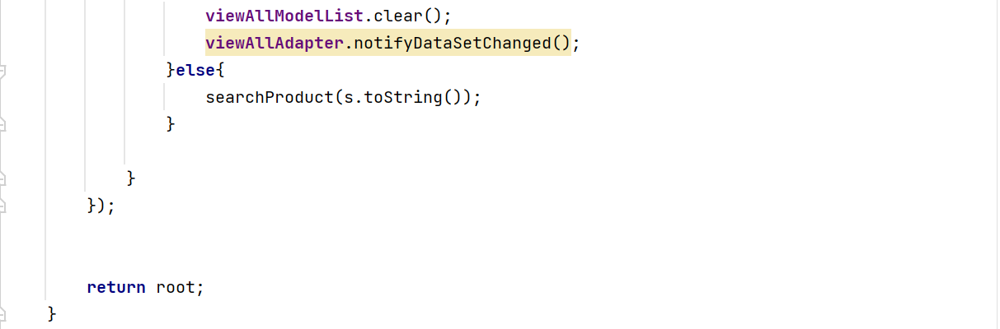 viewAllModelList.clear();
viewAllAdapter.notifyDataSetChanged();
}else{
searchProduct(s.toString());
}
}
});
return root;
}